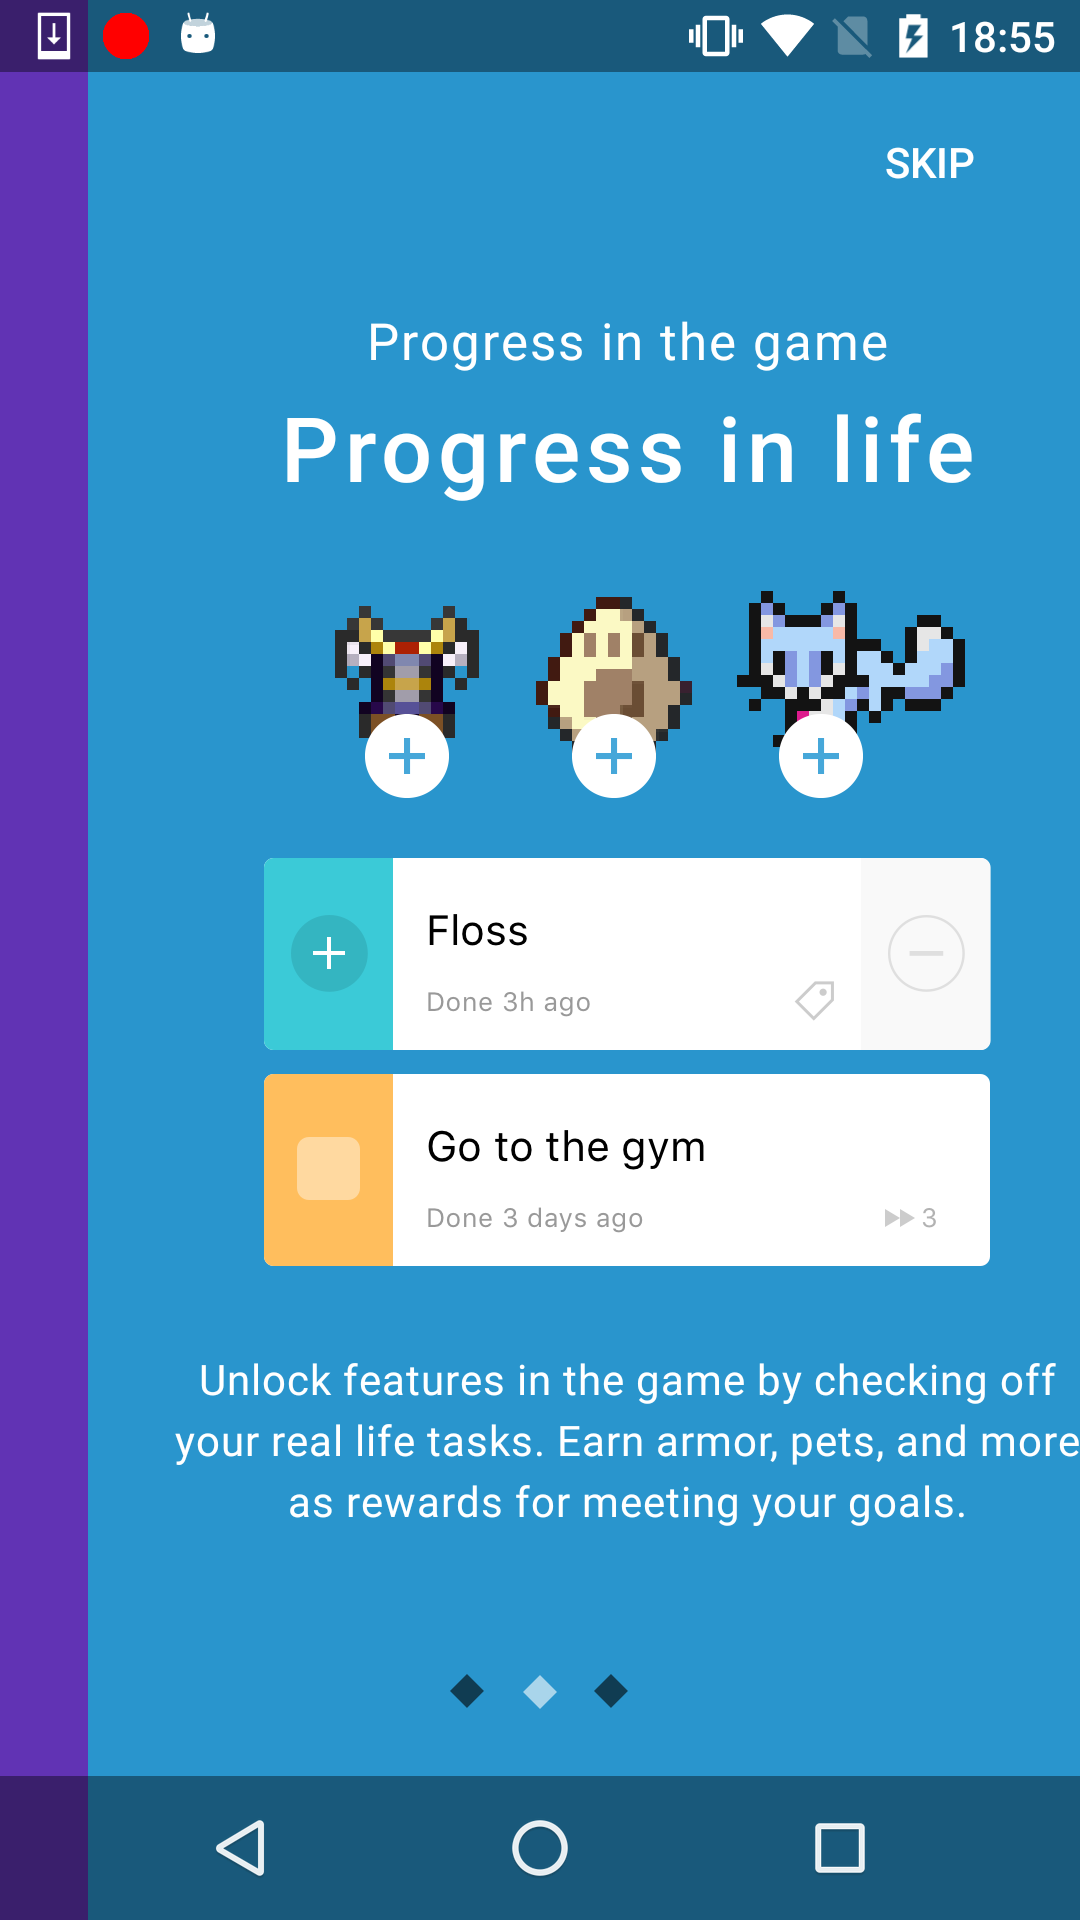 18:55
SKIP
Progress in the game
Progress in life
Floss
Done 3h ago
Go to the gym
Done 3 days ago
3
Unlock features in the game by checking off
your real life tasks. Earn armor, pets, and more
as rewards for meeting your goals.